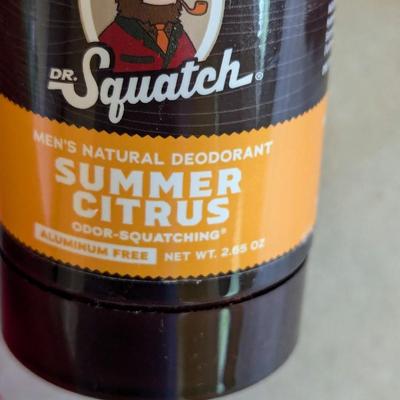 DR.
Squatch®
MEN'S NATURAL DEODORANT
SUMMER
CITRUS
ODOR-SQUATCHING®
ALUMINUM FREE NET WT. 2.65 OZ